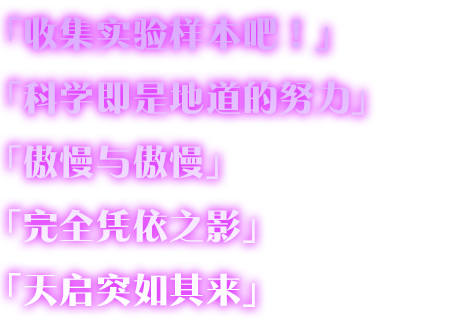 「收集实验样本吧！」
「科学即是地道的努力」
「傲慢与傲慢」
「完全凭依之影」
「天启突如其来」